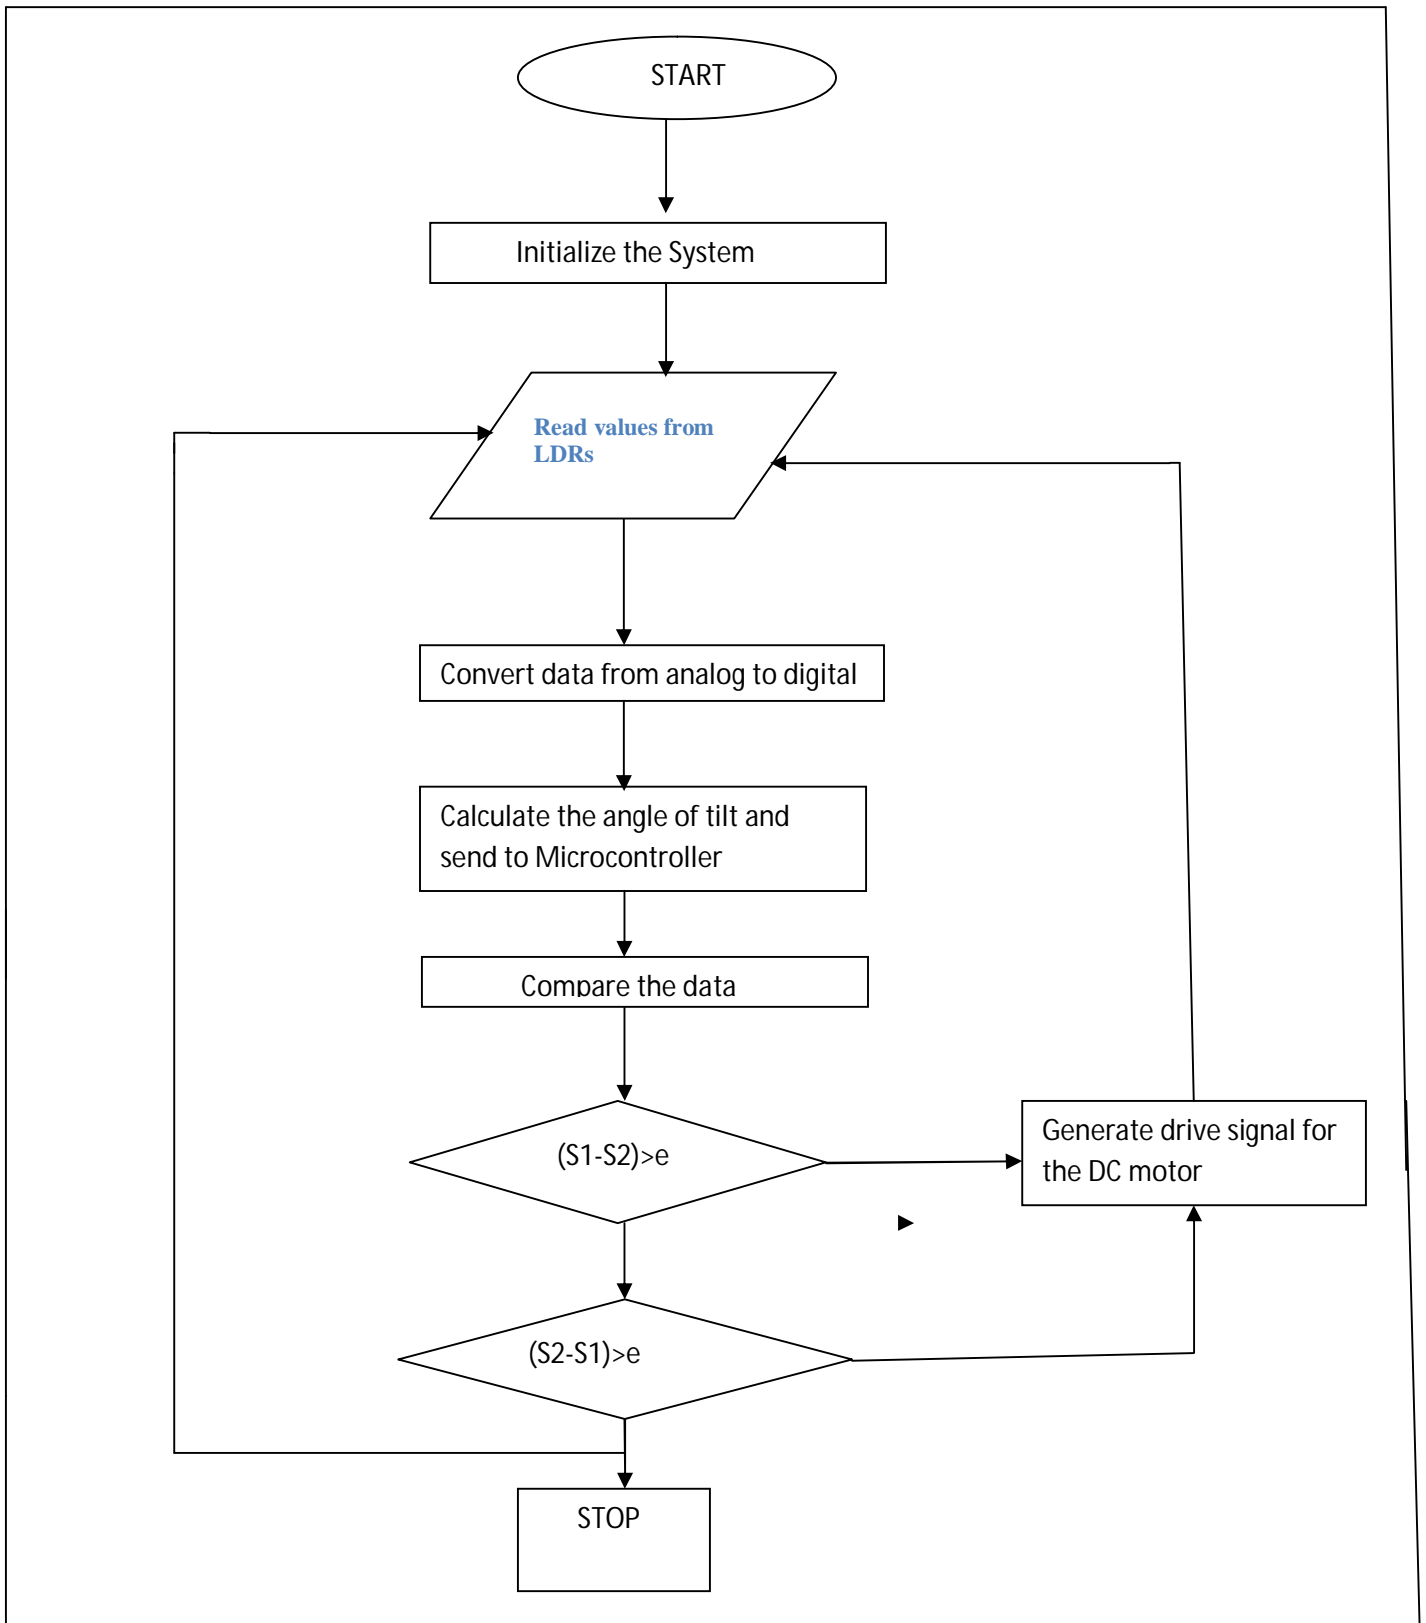 START
Initialize the System
Read values from
LDRs
Convert data from analog to digital
Calculate the angle of tilt and
send to Microcontroller
Compare the data
(S1-S2)>e
Generate drive signal for
the DC motor
(S2-S1)>e
STOP